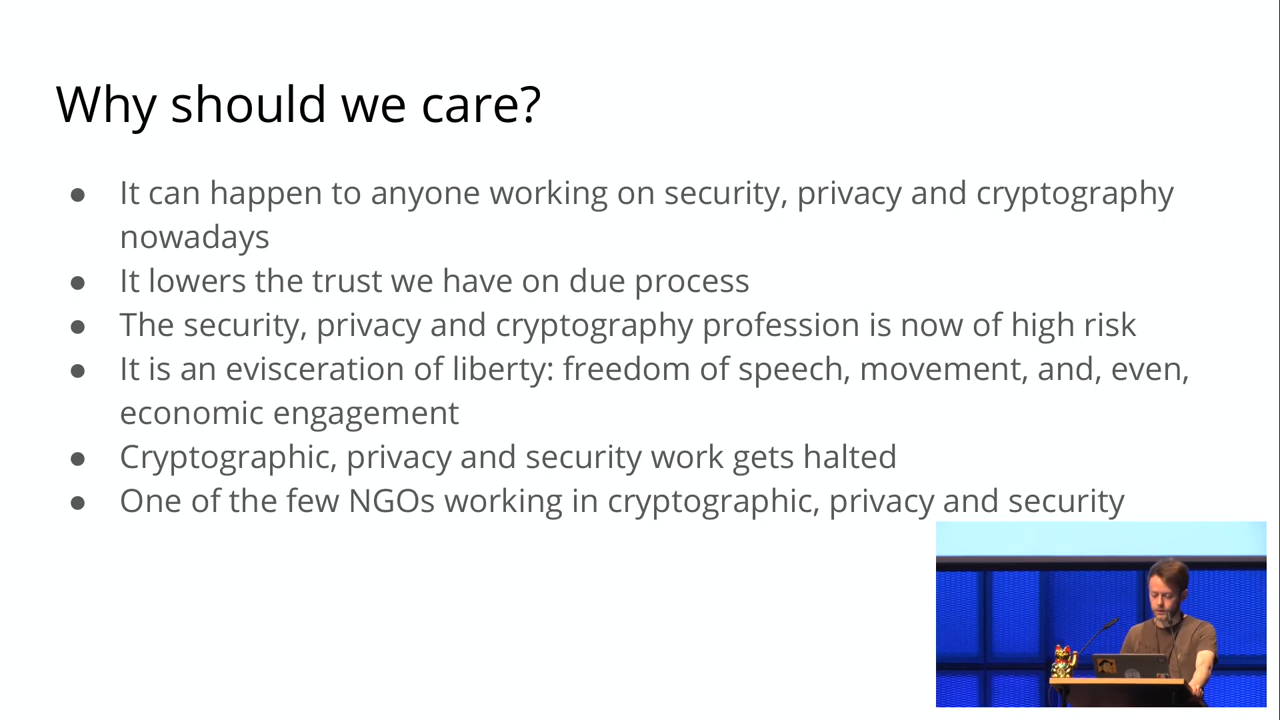 Why should we care?
● It can happen to anyone working on security, privacy and cryptography
nowadays
● It lowers the trust we have on due process
● The security, privacy and cryptography profession is now of high risk
● It is an evisceration of liberty: freedom of speech, movement, and, even,
economic engagement
● Cryptographic, privacy and security work gets halted
● One of the few NGOs working in cryptographic, privacy and security